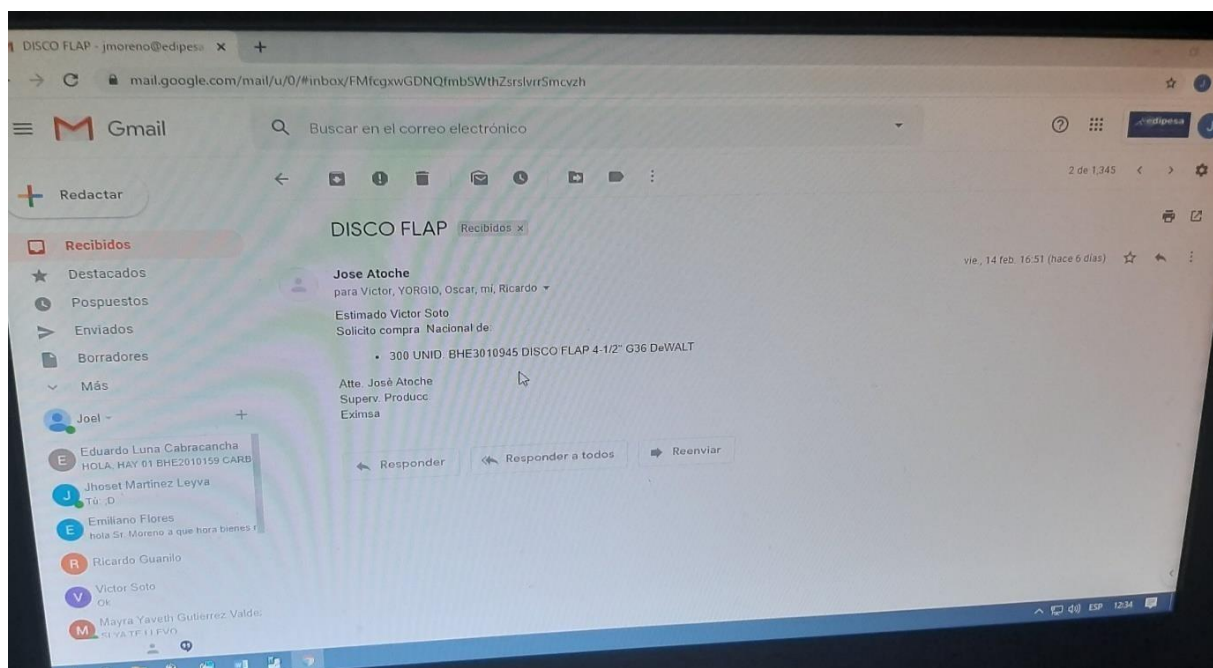 DISCO FLAP - jmoreno@edipesa
mail.google.com/mail/u/0/#inbox/FMfcgxwGDNQfmbSWthZsrslvrrSmcvzh
Gmail
Buscar en el correo electrónico
edipesa
J
Redactar
2 de 1,345
DISCO FLAP Recibidos x
Recibidos
Destacados
Pospuestos
Enviados
Borradores
Más
Jose Atoche
vie., 14 feb. 16:51 (hace 6 días)
para Victor, YORGIO, Oscar, mí, Ricardo
Estimado Victor Soto
Solicito compra Nacional de:
• 300 UNID. BHE3010945 DISCO FLAP 4-1/2" G36 DeWALT
Atte. Josè Atoche
Superv. Producc
Eximsa
Responder
Responder a todos
Reenviar
Joel
E
Eduardo Luna Cabracancha
HOLA, HAY 01 BHE2010159 CARB
J
Jhoset Martinez Leyva
Tú: ;D
E
Emiliano Flores
hola Sr. Moreno a que hora bienes
R
Ricardo Guanilo
V
Victor Soto
Ok
M
Mayra Yaveth Gutierrez Valde
SI YA TE LLEVO
ESP 12:34